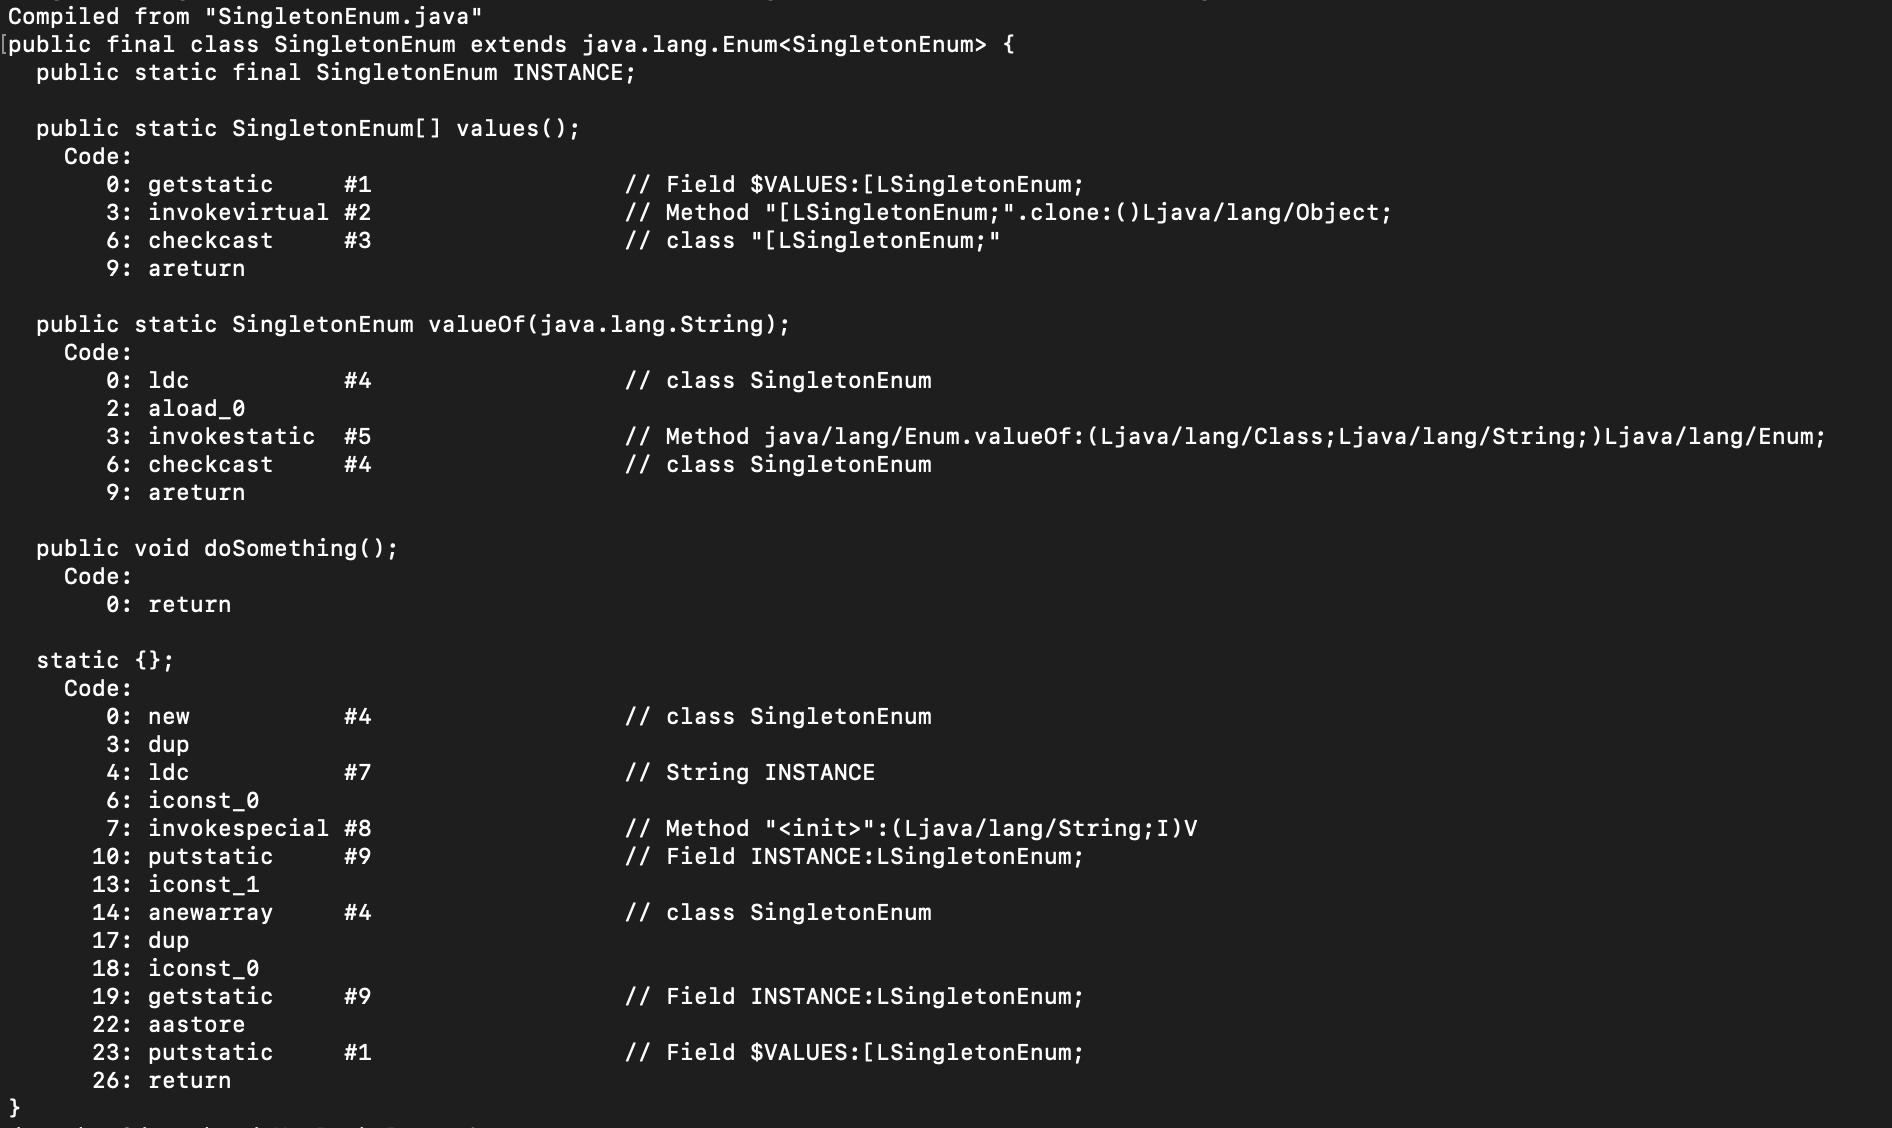 Compiled from "SingletonEnum.java"
public final class SingletonEnum extends java.lang.Enum<SingletonEnum> {
  public static final SingletonEnum INSTANCE;

  public static SingletonEnum[] values();
    Code:
       0: getstatic     #1                  // Field $VALUES:[LSingletonEnum;
       3: invokevirtual #2                  // Method "[LSingletonEnum;".clone:()Ljava/lang/Object;
       6: checkcast     #3                  // class "[LSingletonEnum;"
       9: areturn

  public static SingletonEnum valueOf(java.lang.String);
    Code:
       0: ldc           #4                  // class SingletonEnum
       2: aload_0
       3: invokestatic  #5                  // Method java/lang/Enum.valueOf:(Ljava/lang/Class;Ljava/lang/String;)Ljava/lang/Enum;
       6: checkcast     #4                  // class SingletonEnum
       9: areturn

  public void doSomething();
    Code:
       0: return

  static {};
    Code:
       0: new           #4                  // class SingletonEnum
       3: dup
       4: ldc           #7                  // String INSTANCE
       6: iconst_0
       7: invokespecial #8                  // Method "<init>":(Ljava/lang/String;I)V
      10: putstatic     #9                  // Field INSTANCE:LSingletonEnum;
      13: iconst_1
      14: anewarray     #4                  // class SingletonEnum
      17: dup
      18: iconst_0
      19: getstatic     #9                  // Field INSTANCE:LSingletonEnum;
      22: aastore
      23: putstatic     #1                  // Field $VALUES:[LSingletonEnum;
      26: return
}